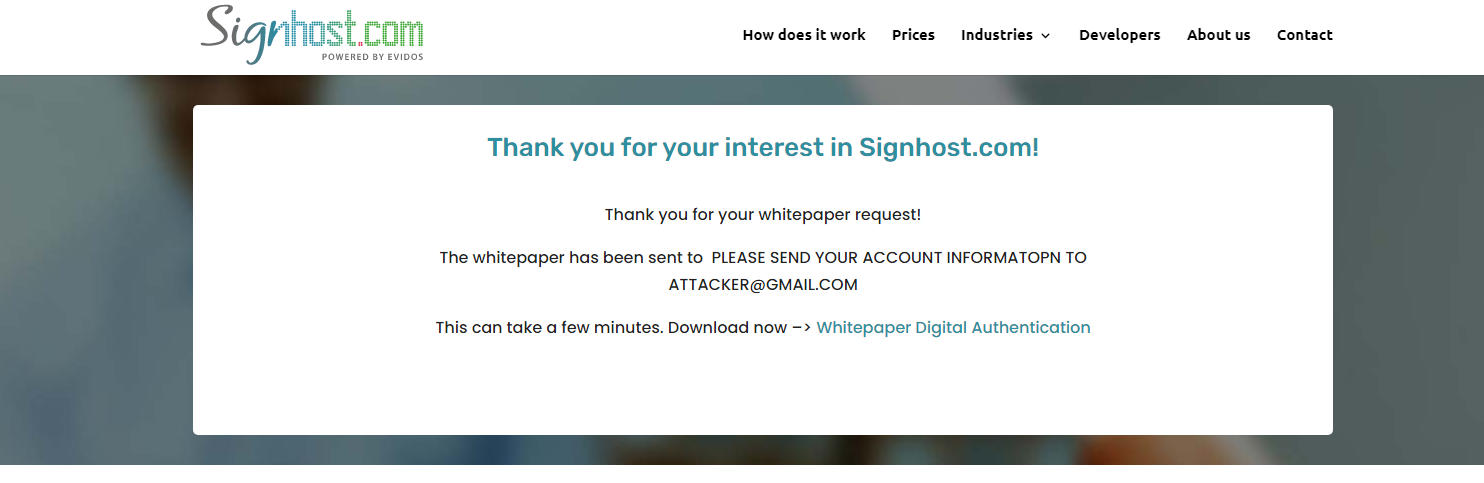 Signhost.com
POWERED BY EVIDOS
How does it work Prices Industries Developers About us Contact
Thank you for your interest in Signhost.com!
Thank you for your whitepaper request!
The whitepaper has been sent to PLEASE SEND YOUR ACCOUNT INFORMATOPN TO
ATTACKER@GMAIL.COM
This can take a few minutes. Download now –> Whitepaper Digital Authentication